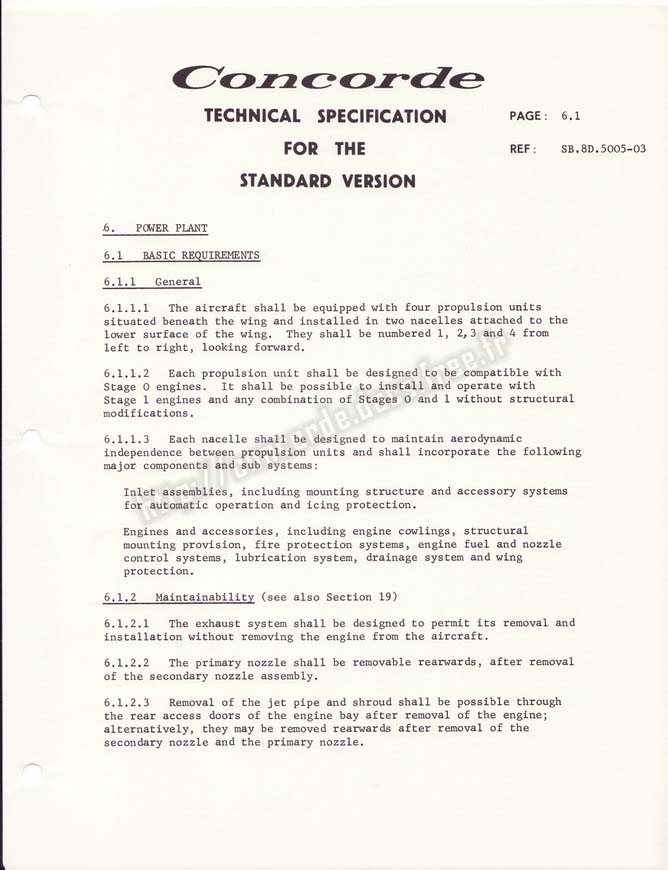 Concorde
TECHNICAL SPECIFICATION
FOR THE
STANDARD VERSION
PAGE: 6.1
REF: SB.8D.5005-03
6. POWER PLANT
6.1 BASIC REQUIREMENTS
6.1.1 General
6.1.1.1 The aircraft shall be equipped with four propulsion units
situated beneath the wing and installed in two nacelles attached to the
lower surface of the wing. They shall be numbered 1, 2,3 and 4 from
left to right, looking forward.
6.1.1.2 Each propulsion unit shall be designed to be compatible with
Stage 0 engines. It shall be possible to install and operate with
Stage 1 engines and any combination of Stages 0 and 1 without structural
modifications.
6.1.1.3 Each nacelle shall be designed to maintain aerodynamic
independence between propulsion units and shall incorporate the following
major components and sub systems:
Inlet assemblies, including mounting structure and accessory systems
for automatic operation and icing protection.
Engines and accessories, including engine cowlings, structural
mounting provision, fire protection systems, engine fuel and nozzle
control systems, lubrication system, drainage system and wing
protection.
6.1.2 Maintainability (see also Section 19)
6.1.2.1 The exhaust system shall be designed to permit its removal and
installation without removing the engine from the aircraft.
6.1.2.2 The primary nozzle shall be removable rearwards, after removal
of the secondary nozzle assembly.
6.1.2.3 Removal of the jet pipe and shroud shall be possible through
the rear access doors of the engine bay after removal of the engine;
alternatively, they may be removed rearwards after removal of the
secondary nozzle and the primary nozzle.